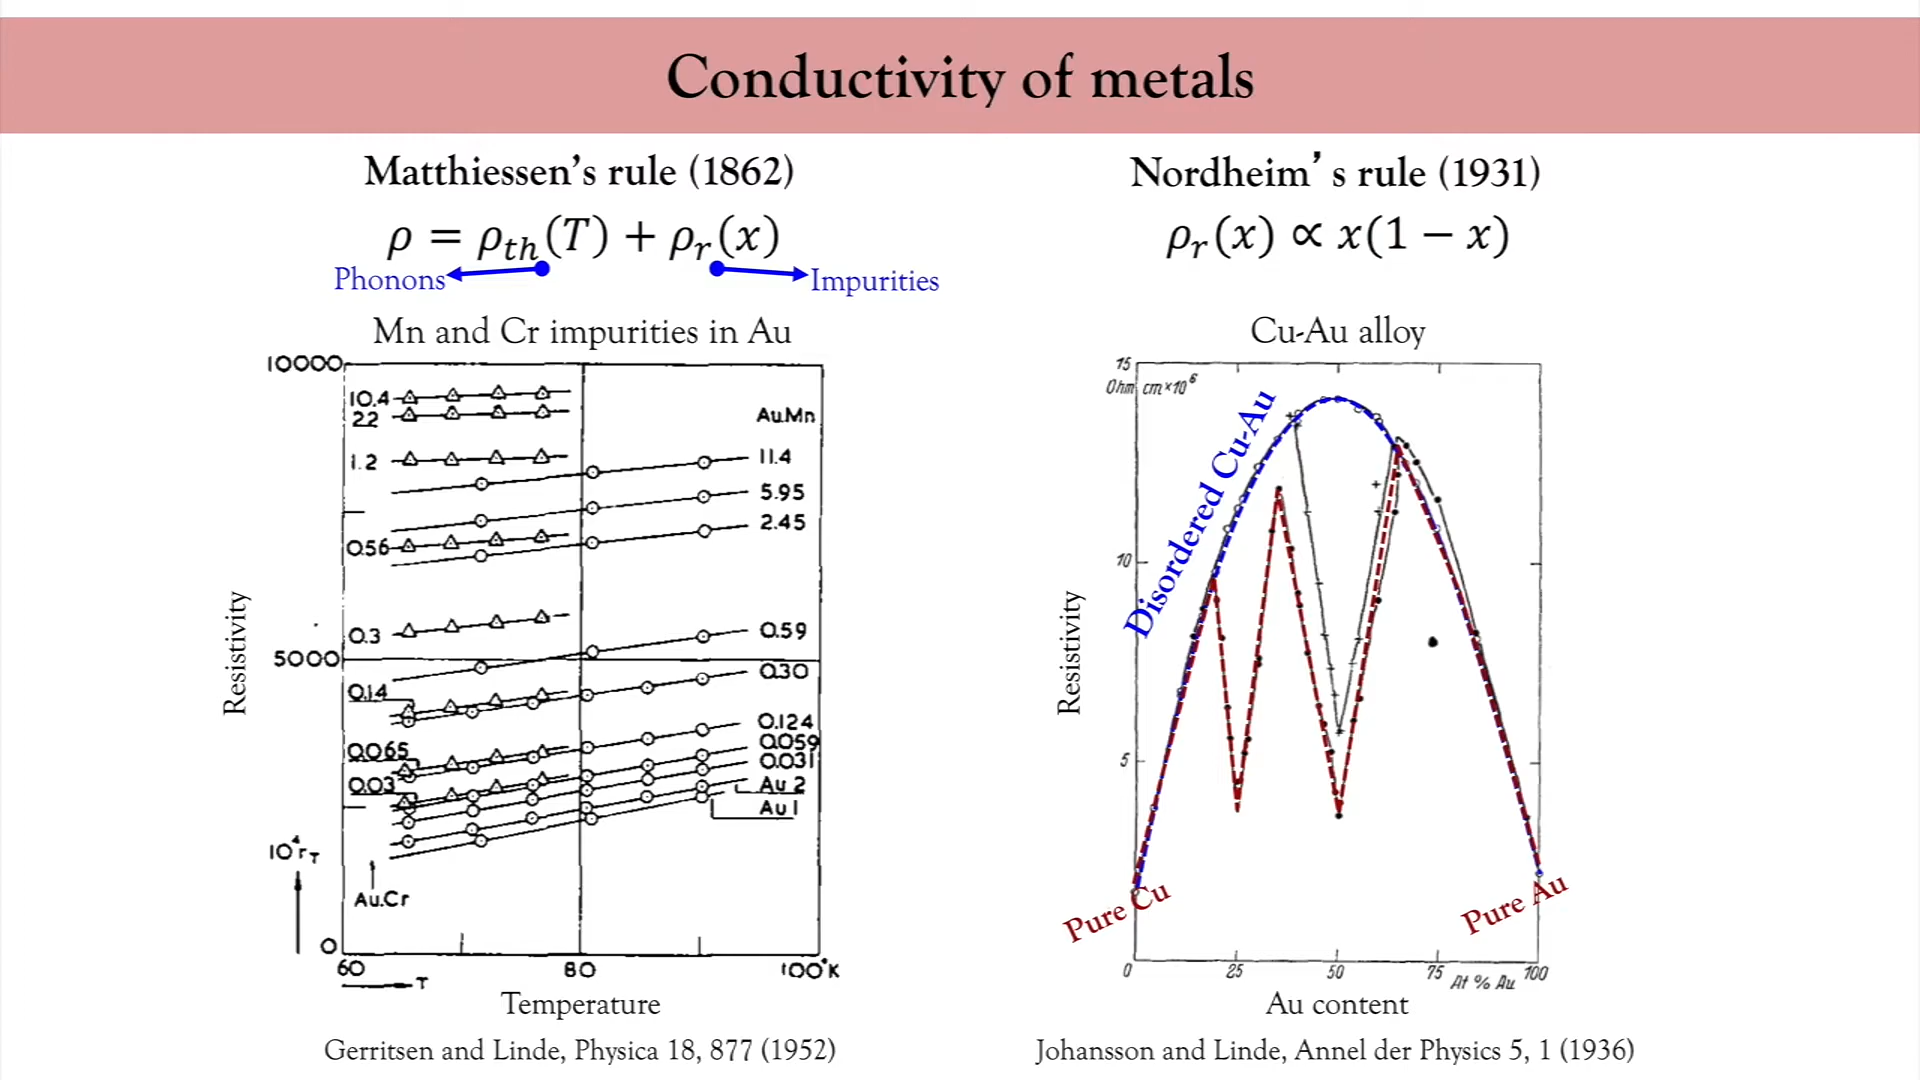 Conductivity of metals
Matthiessen's rule (1862)
ρ = ρth(T) + ρr(x)
Phonons
Impurities
Mn and Cr impurities in Au
10000
10.4
2.2
1.2
0.56
0.3
5000
0.14
0.065
0.03
10⁴rT
Au.Cr
0
Au.Mn
11.4
5.95
2.45
0.59
0.30
0.124
0.059
0.031
Au 2
Au 1
60
80
100°K
T
Resistivity
Temperature
Gerritsen and Linde, Physica 18, 877 (1952)
Nordheim's rule (1931)
ρr(x) ∝ x(1 − x)
Cu-Au alloy
15
Ohm cm×10⁶
Disordered Cu-Au
10
5
Pure Cu
Pure Au
0
25
50
75
At % Au
100
Resistivity
Au content
Johansson and Linde, Annel der Physics 5, 1 (1936)